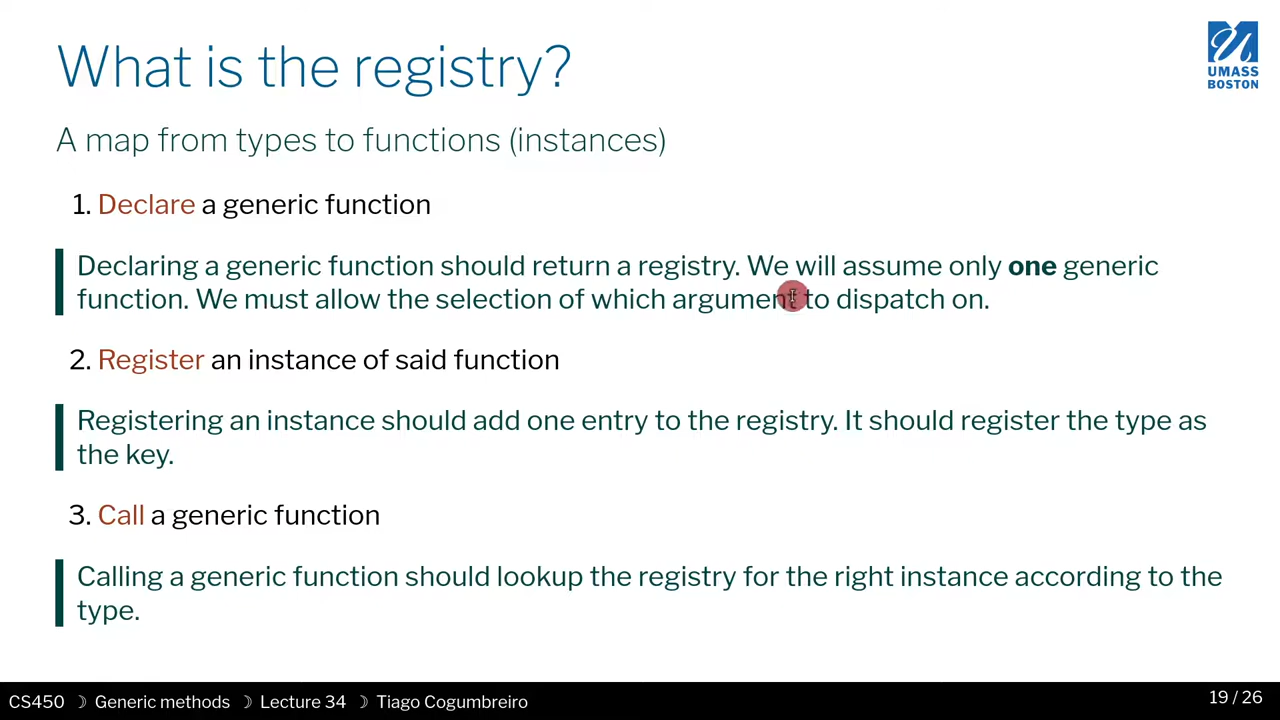 What is the registry?
UMASS
BOSTON
A map from types to functions (instances)
1. Declare a generic function
Declaring a generic function should return a registry. We will assume only one generic
function. We must allow the selection of which argument to dispatch on.
2. Register an instance of said function
Registering an instance should add one entry to the registry. It should register the type as
the key.
3. Call a generic function
Calling a generic function should lookup the registry for the right instance according to the
type.
CS450 ☽ Generic methods ☽ Lecture 34 ☽ Tiago Cogumbreiro
19 / 26